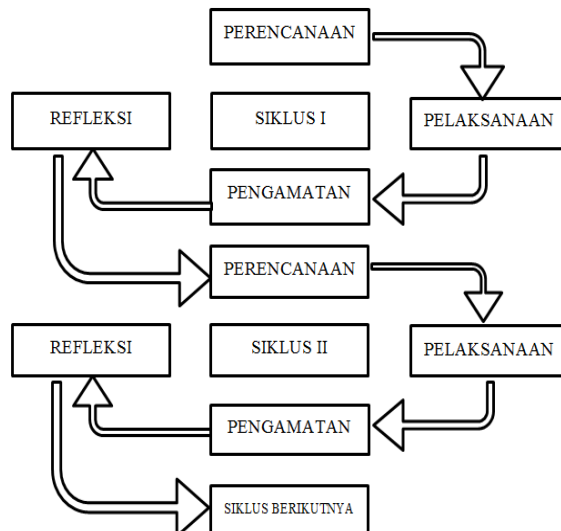 PERENCANAAN
REFLEKSI
SIKLUS I
PELAKSANAAN
PENGAMATAN
PERENCANAAN
REFLEKSI
SIKLUS II
PELAKSANAAN
PENGAMATAN
SIKLUS BERIKUTNYA